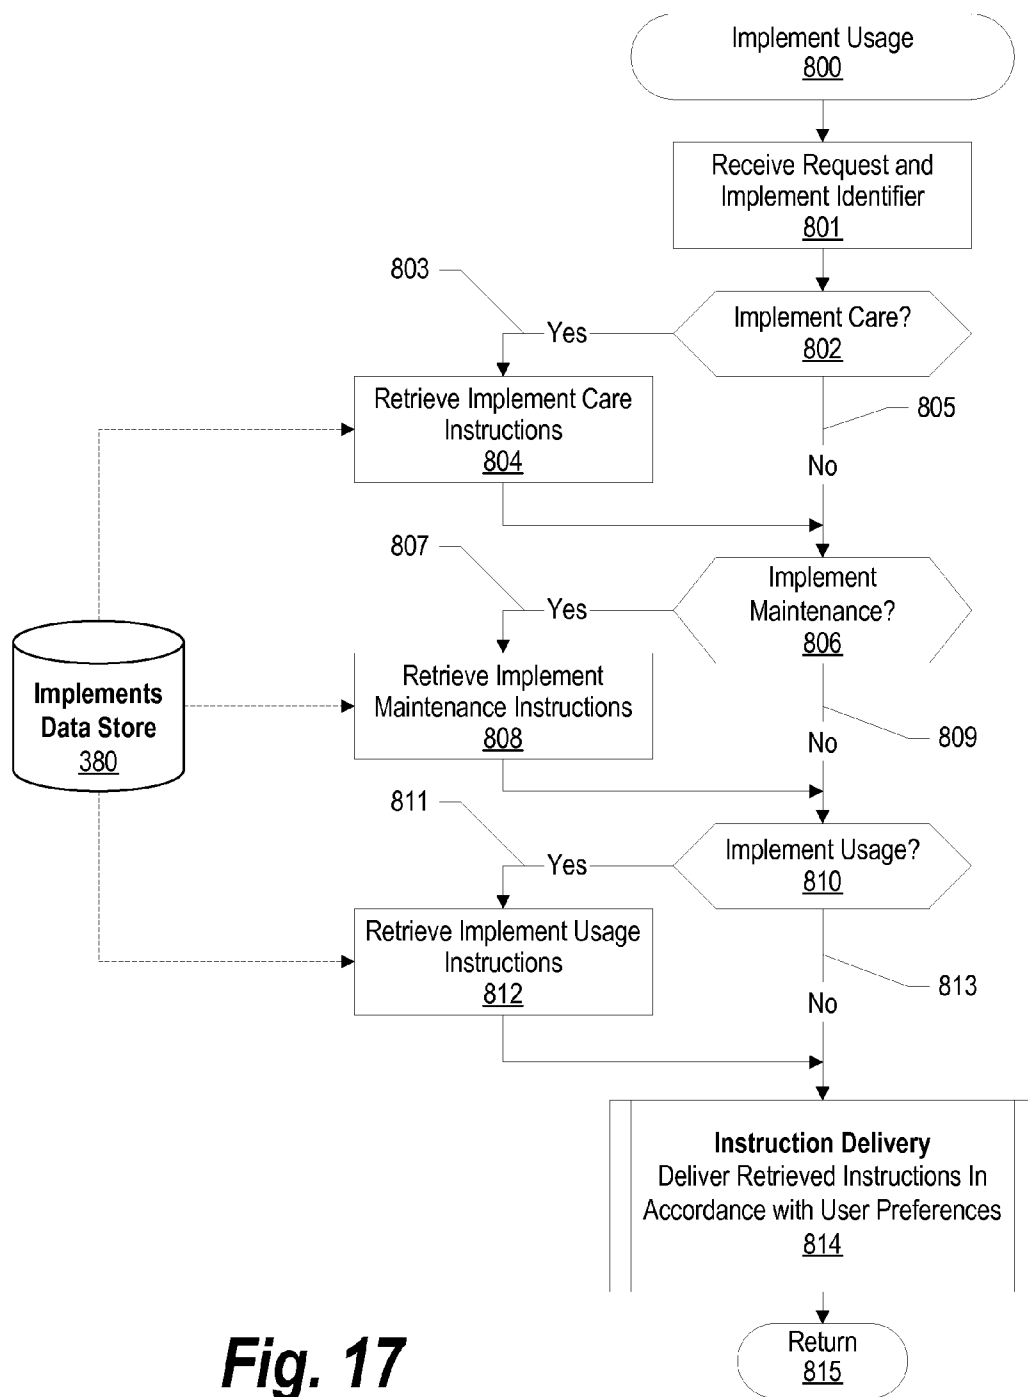 Implement Usage
800
Receive Request and
Implement Identifier
801
803
Yes
Implement Care?
802
Retrieve Implement Care
Instructions
804
805
No
807
Yes
Implement
Maintenance?
806
Implements
Data Store
380
Retrieve Implement
Maintenance Instructions
808
809
No
811
Yes
Implement Usage?
810
Retrieve Implement Usage
Instructions
812
813
No
Instruction Delivery
Deliver Retrieved Instructions In
Accordance with User Preferences
814
Return
815
Fig. 17